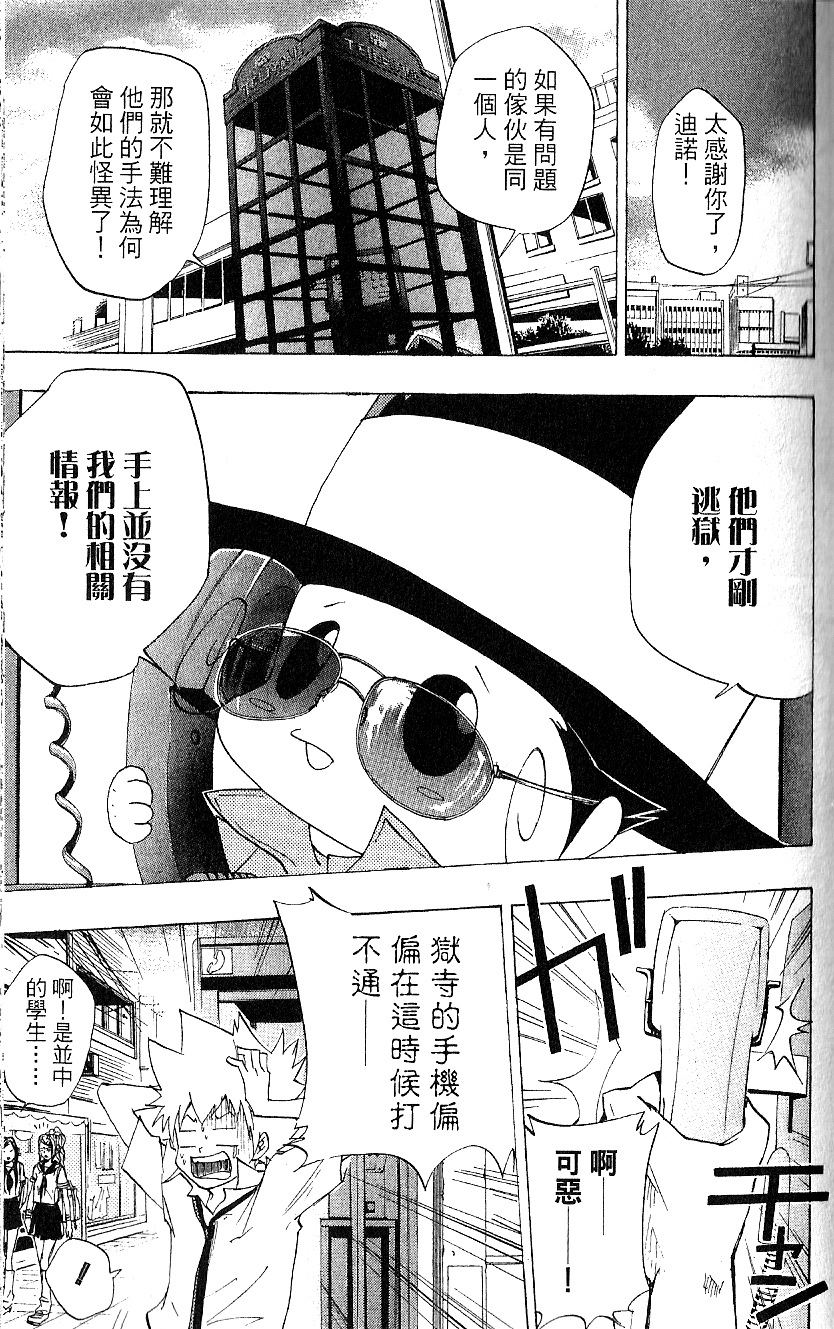 太感謝你了，
迪諾！
如果有問題
的傢伙是同
一個人，
那就不難理解
他們的手法為何
會如此怪異了！
他們才剛
逃獄，
手上並沒有
我們的相關
情報！
ガ
チャン
啊——
可惡——！
獄寺的手機偏
偏在這時候打
不通——
啊！是並中
的學生……
！